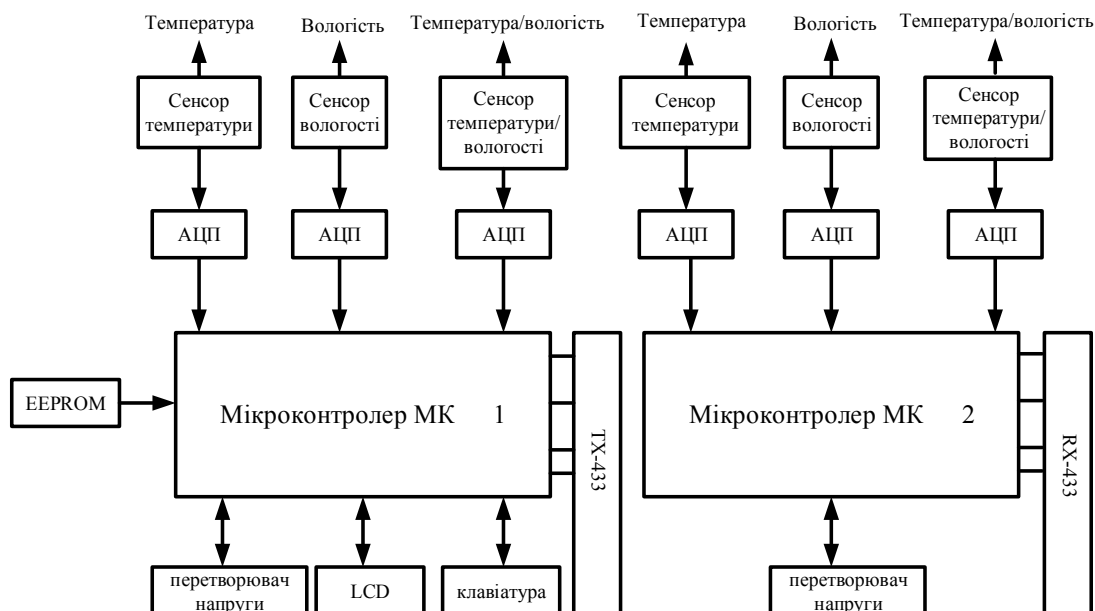 Температура
Вологість
Температура/вологість
Температура
Вологість
Температура/вологість
Сенсор
температури
Сенсор
вологості
Сенсор
температури/
вологості
Сенсор
температури
Сенсор
вологості
Сенсор
температури/
вологості
АЦП
АЦП
АЦП
АЦП
АЦП
АЦП
EEPROM
Мікроконтролер МК 1
TX-433
Мікроконтролер МК 2
RX-433
перетворювач
напруги
LCD
клавіатура
перетворювач
напруги